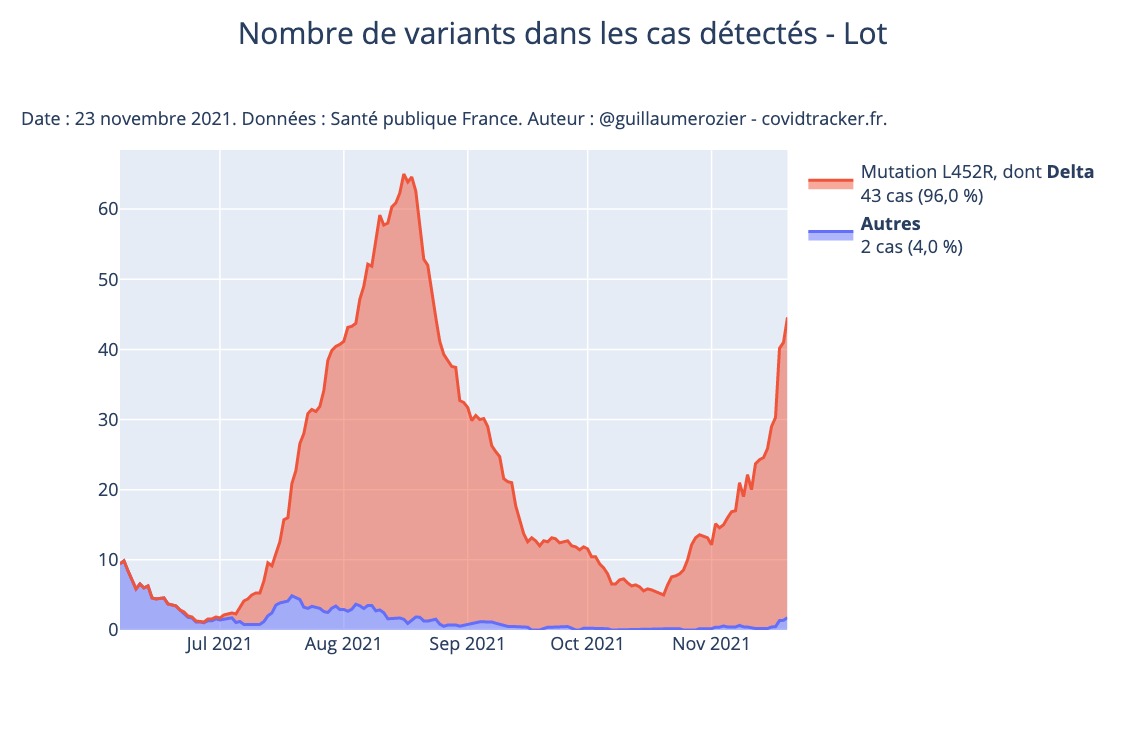 Nombre de variants dans les cas détectés - Lot
Date : 23 novembre 2021. Données : Santé publique France. Auteur : @guillaumerozier - covidtracker.fr.
Mutation L452R, dont Delta
43 cas (96,0 %)
Autres
2 cas (4,0 %)
60
50
40
30
20
10
0
Jul 2021
Aug 2021
Sep 2021
Oct 2021
Nov 2021